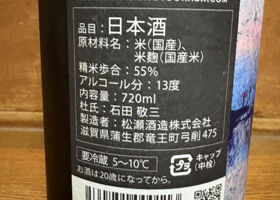 品目：日本酒
原材料名：米（国産）、
米麹（国産米）
精米歩合：55%
アルコール分：13度
内容量：720ml
杜氏：石田 敬三
製造者：松瀬酒造株式会社
滋賀県蒲生郡竜王町弓削 475
要冷蔵 5〜10℃
プラ
キャップ
(中栓)
お酒は20歳になってから。